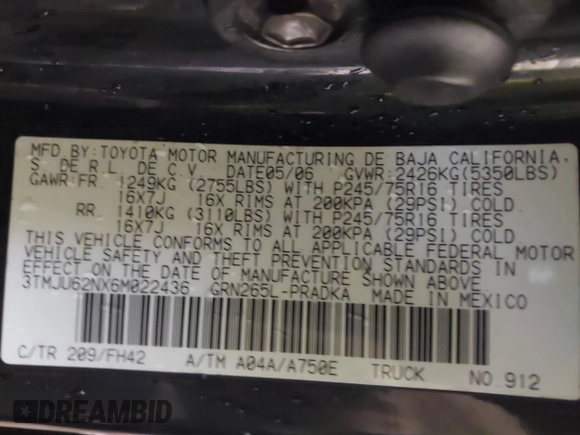 MFD BY:TOYOTA MOTOR MANUFACTURING DE BAJA CALIFORNIA,
S. DE R.L. DE C.V. DATE05/06 GVWR:2426KG(5350LBS)
GAWR:FR 1249KG (2755LBS) WITH P245/75R16 TIRES
16X7J 16X RIMS AT 200KPA (29PSI) COLD
RR 1410KG (3110LBS) WITH P245/75R16 TIRES
16X7J 16X RIMS AT 200KPA (29PSI) COLD
THIS VEHICLE CONFORMS TO ALL APPLICABLE FEDERAL MOTOR
VEHICLE SAFETY AND THEFT PREVENTION STANDARDS IN
EFFECT ON THE DATE OF MANUFACTURE SHOWN ABOVE.
3TMJU62NX6M022436 GRN265L-PRADKA MADE IN MEXICO
C/TR 209/FH42 A/TM A04A/A750E TRUCK NO.912
DREAMBID